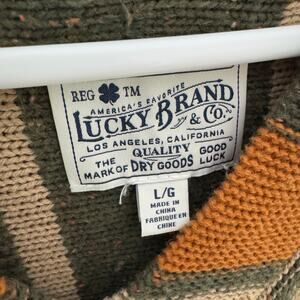 REG TM
AMERICA'S FAVORITE
LUCKY BRAND
& Co.
LOS ANGELES, CALIFORNIA
THE QUALITY GOOD
MARK OF DRY GOODS LUCK
L/G
MADE IN
CHINA
FABRIQUÉ EN
CHINE